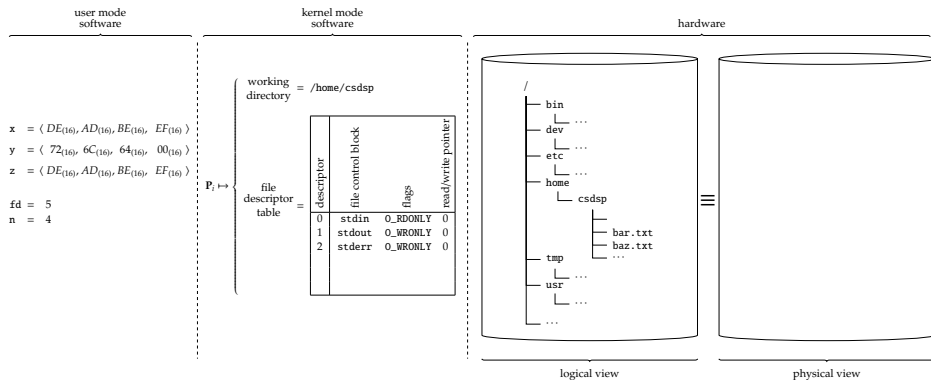 user mode
software
kernel mode
software
hardware
x = ⟨ DE(16), AD(16), BE(16), EF(16) ⟩
y = ⟨ 72(16), 6C(16), 64(16), 00(16) ⟩
z = ⟨ DE(16), AD(16), BE(16), EF(16) ⟩
fd = 5
n = 4
Pi ↦
working
directory = /home/csdsp
file
descriptor
table =
descriptor file control block flags read/write pointer
0 stdin O_RDONLY 0
1 stdout O_WRONLY 0
2 stderr O_WRONLY 0
/
bin
...
dev
...
etc
...
home
csdsp
bar.txt
baz.txt
...
tmp
...
usr
...
...
≡
logical view
physical view